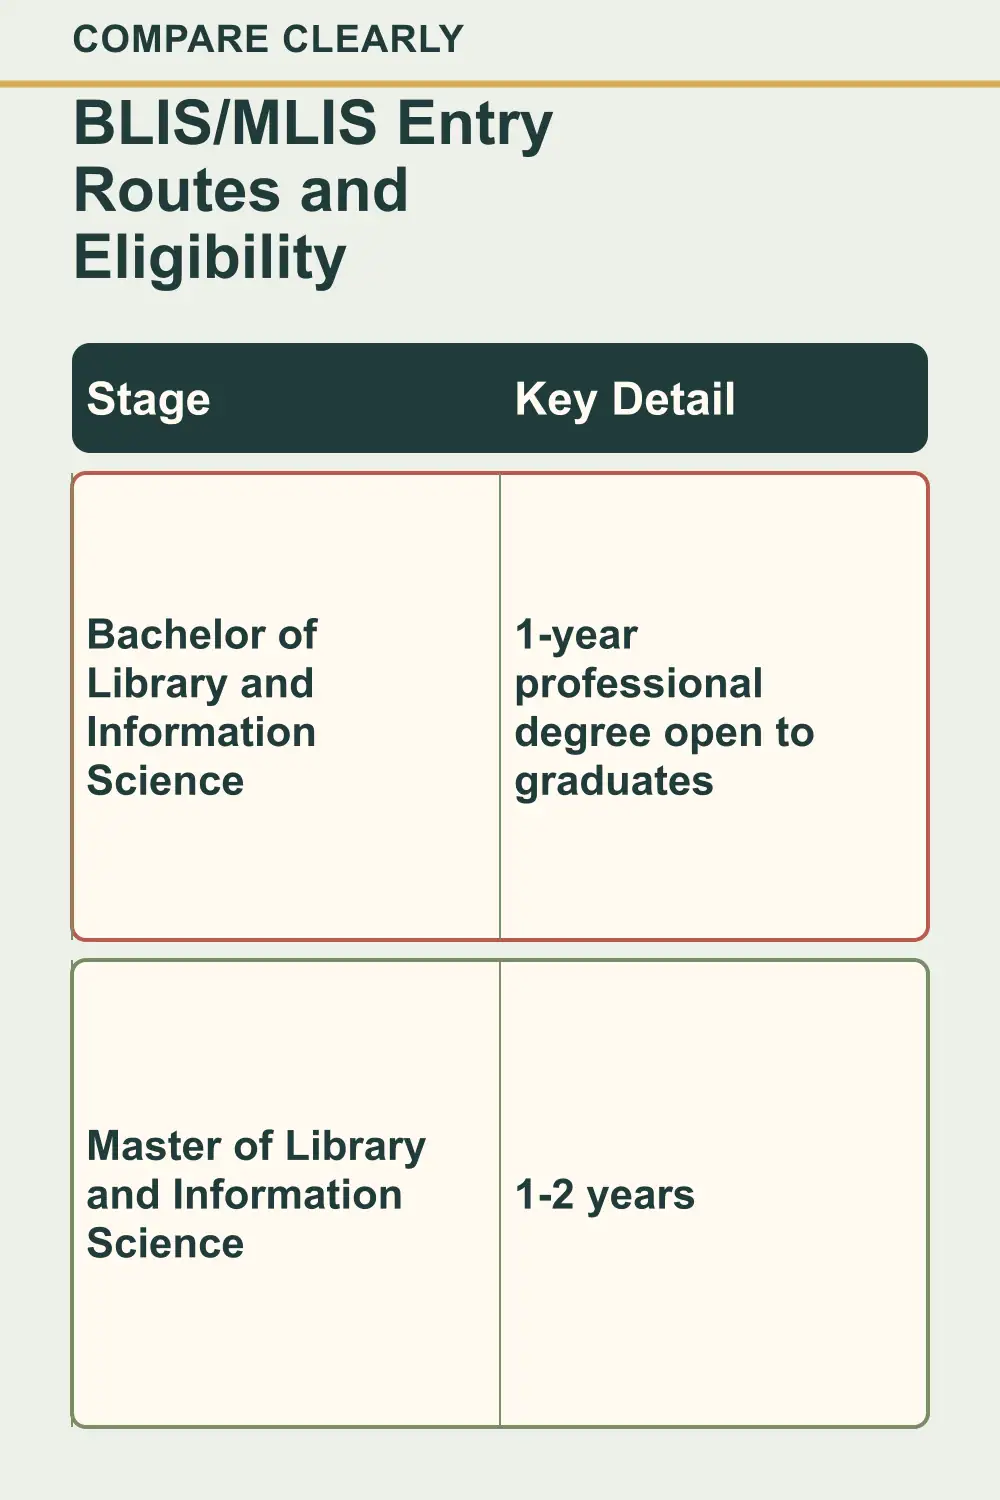 COMPARE CLEARLY
BLIS/MLIS Entry
Routes and
Eligibility
Stage
Key Detail
Bachelor of
Library and
Information
Science
1-year
professional
degree open to
graduates
Master of Library
and Information
Science
1-2 years